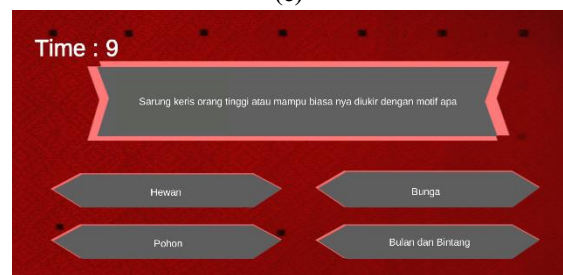 Time : 9
Sarung keris orang tinggi atau mampu biasa nya diukir dengan motif apa
Hewan
Bunga
Pohon
Bulan dan Bintang